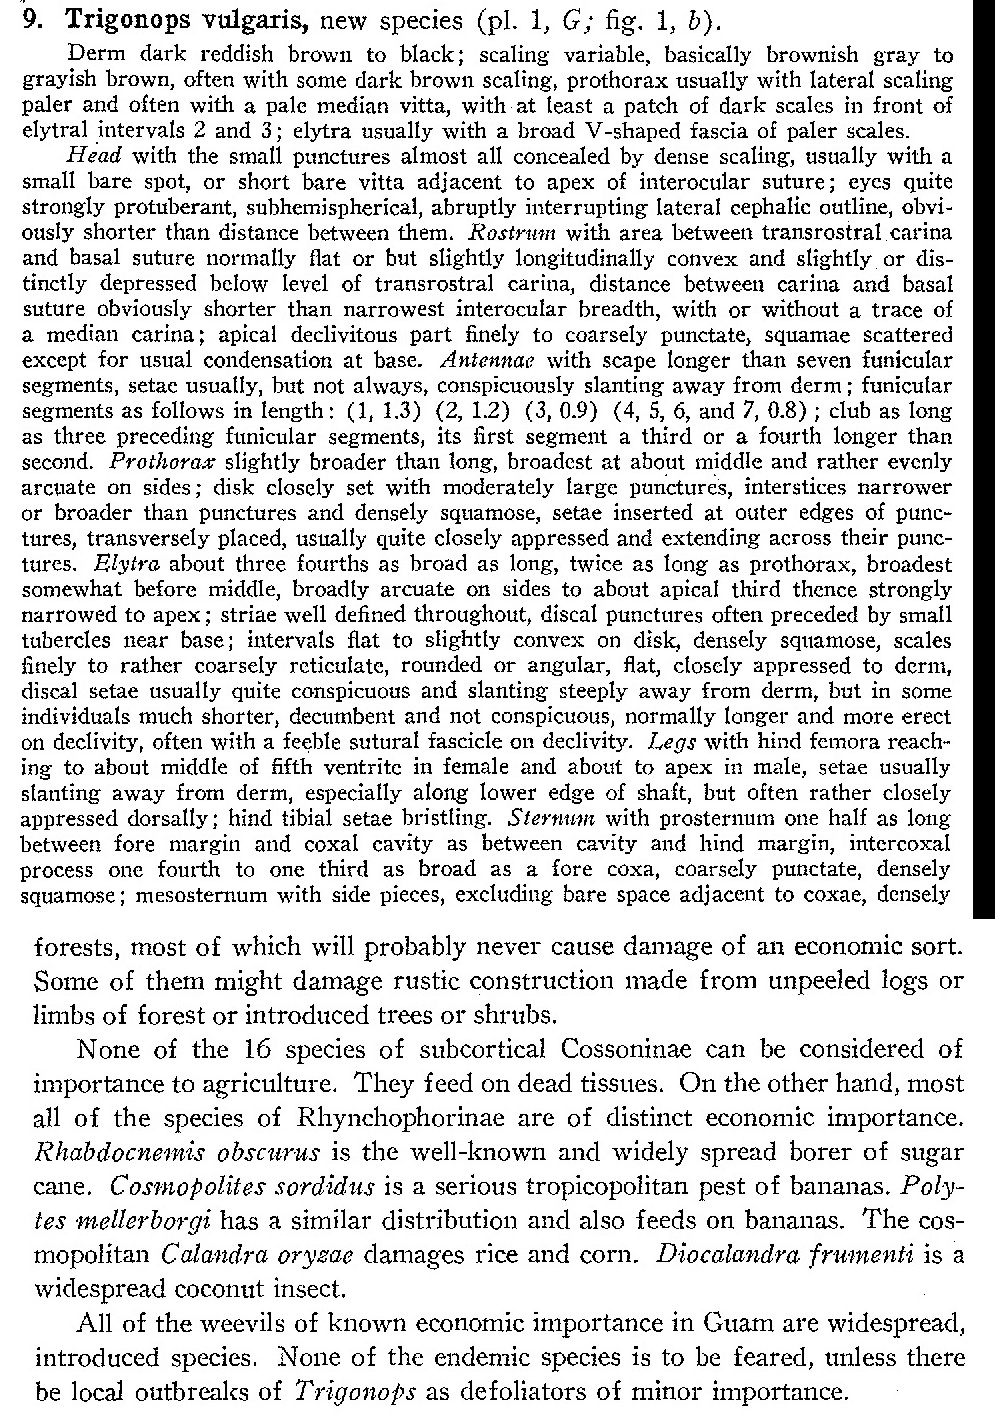 9. Trigonops vulgaris, new species (pl. 1, G; fig. 1, b).
Derm dark reddish brown to black; scaling variable, basically brownish gray to
grayish brown, often with some dark brown scaling, prothorax usually with lateral scaling
paler and often with a pale median vitta, with at least a patch of dark scales in front of
elytral intervals 2 and 3; elytra usually with a broad V-shaped fascia of paler scales.
Head with the small punctures almost all concealed by dense scaling, usually with a
small bare spot, or short bare vitta adjacent to apex of interocular suture; eyes quite
strongly protuberant, subhemispherical, abruptly interrupting lateral cephalic outline, obvi-
ously shorter than distance between them. Rostrum with area between transrostral carina
and basal suture normally flat or but slightly longitudinally convex and slightly or dis-
tinctly depressed below level of transrostral carina, distance between carina and basal
suture obviously shorter than narrowest interocular breadth, with or without a trace of
a median carina; apical declivitous part finely to coarsely punctate, squamae scattered
except for usual condensation at base. Antennae with scape longer than seven funicular
segments, setae usually, but not always, conspicuously slanting away from derm; funicular
segments as follows in length: (1, 1.3) (2, 1.2) (3, 0.9) (4, 5, 6, and 7, 0.8); club as long
as three preceding funicular segments, its first segment a third or a fourth longer than
second. Prothorax slightly broader than long, broadest at about middle and rather evenly
arcuate on sides; disk closely set with moderately large punctures, interstices narrower
or broader than punctures and densely squamose, setae inserted at outer edges of punc-
tures, transversely placed, usually quite closely appressed and extending across their punc-
tures. Elytra about three fourths as broad as long, twice as long as prothorax, broadest
somewhat before middle, broadly arcuate on sides to about apical third thence strongly
narrowed to apex; striae well defined throughout, discal punctures often preceded by small
tubercles near base; intervals flat to slightly convex on disk, densely squamose, scales
finely to rather coarsely reticulate, rounded or angular, flat, closely appressed to derm,
discal setae usually quite conspicuous and slanting steeply away from derm, but in some
individuals much shorter, decumbent and not conspicuous, normally longer and more erect
on declivity, often with a feeble sutural fascicle on declivity. Legs with hind femora reach-
ing to about middle of fifth ventrite in female and about to apex in male, setae usually
slanting away from derm, especially along lower edge of shaft, but often rather closely
appressed dorsally; hind tibial setae bristling. Sternum with prosternum one half as long
between fore margin and coxal cavity as between cavity and hind margin, intercoxal
process one fourth to one third as broad as a fore coxa, coarsely punctate, densely
squamose; mesosternum with side pieces, excluding bare space adjacent to coxae, densely
forests, most of which will probably never cause damage of an economic sort.
Some of them might damage rustic construction made from unpeeled logs or
limbs of forest or introduced trees or shrubs.
None of the 16 species of subcortical Cossoninae can be considered of
importance to agriculture. They feed on dead tissues. On the other hand, most
all of the species of Rhynchophorinae are of distinct economic importance.
Rhabdocnemis obscurus is the well-known and widely spread borer of sugar
cane. Cosmopolites sordidus is a serious tropicopolitan pest of bananas. Poly-
tes mellerborgi has a similar distribution and also feeds on bananas. The cos-
mopolitan Calandra oryzae damages rice and corn. Diocalandra frumenti is a
widespread coconut insect.
All of the weevils of known economic importance in Guam are widespread,
introduced species. None of the endemic species is to be feared, unless there
be local outbreaks of Trigonops as defoliators of minor importance.